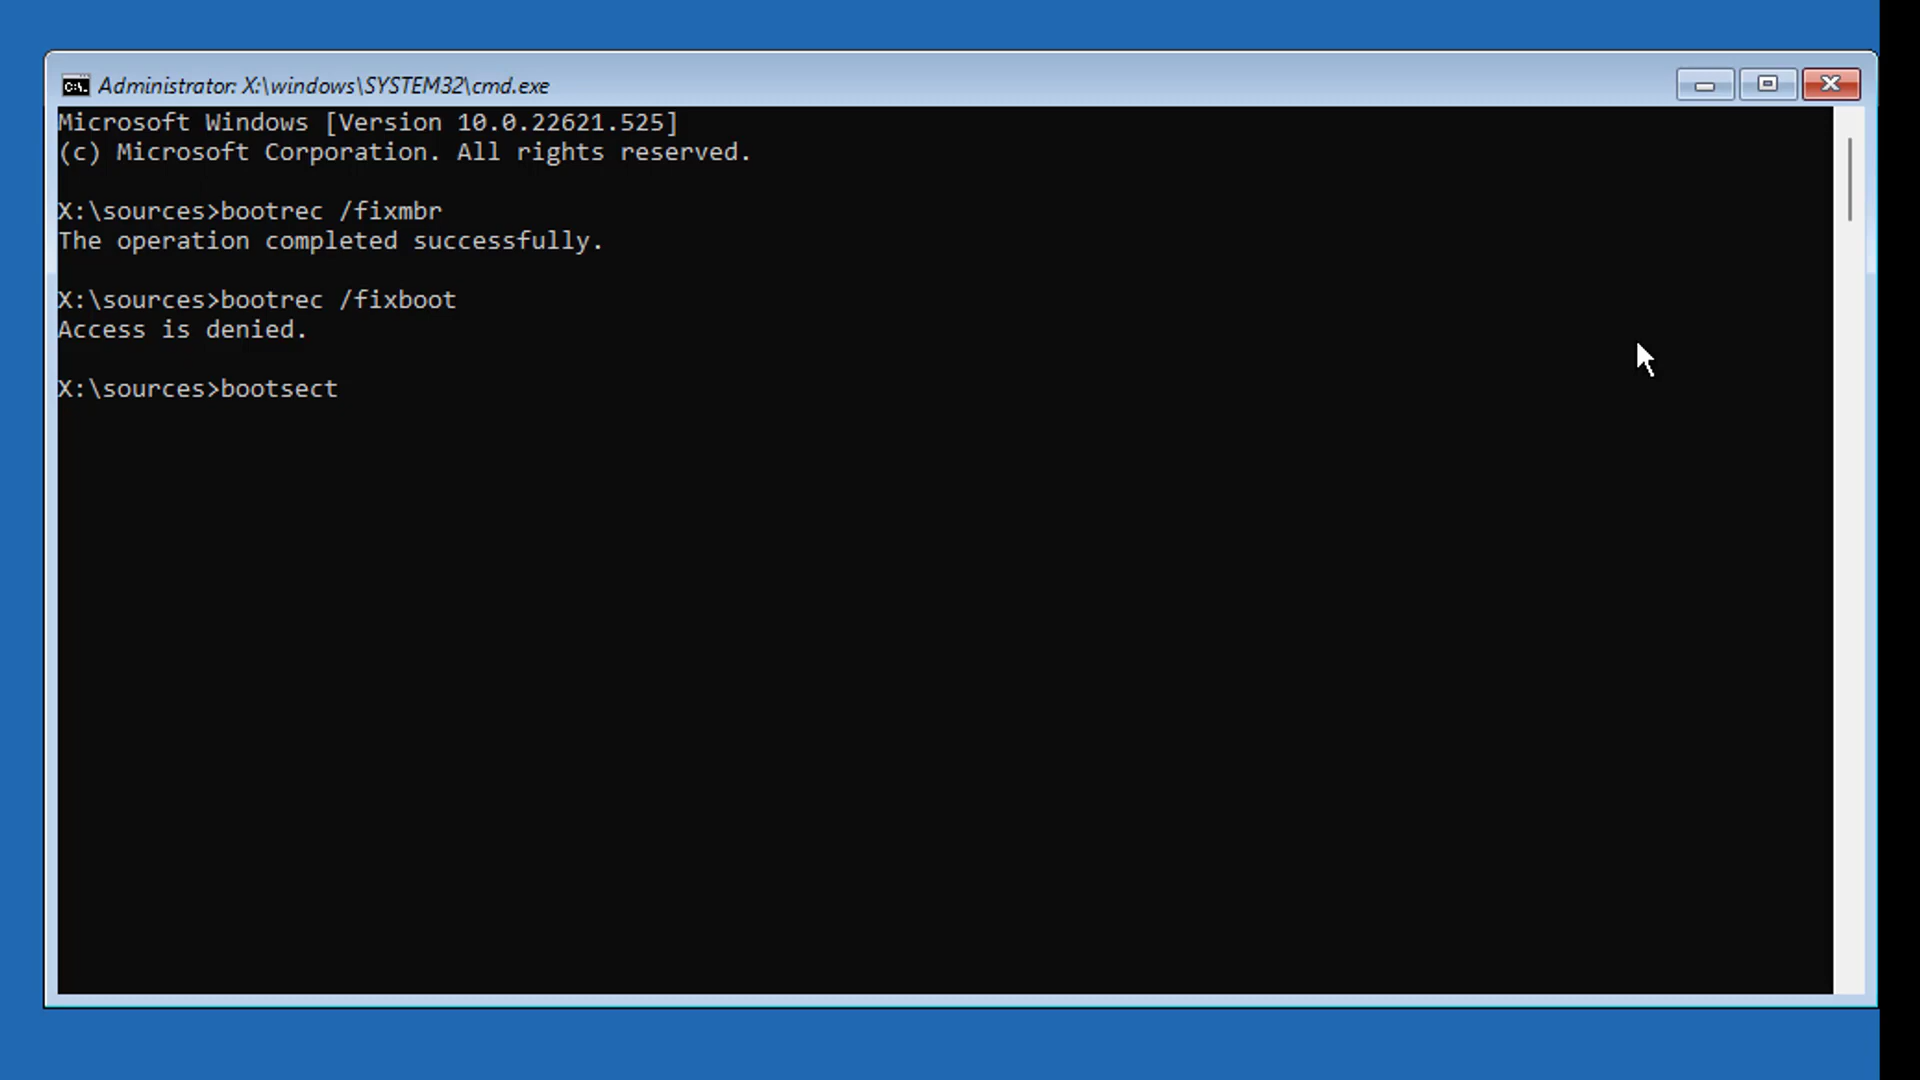 Administrator: X:\windows\SYSTEM32\cmd.exe
Microsoft Windows [Version 10.0.22621.525]
(c) Microsoft Corporation. All rights reserved.
X:\sources>bootrec /fixmbr
The operation completed successfully.
X:\sources>bootrec /fixboot
Access is denied.
X:\sources>bootsect